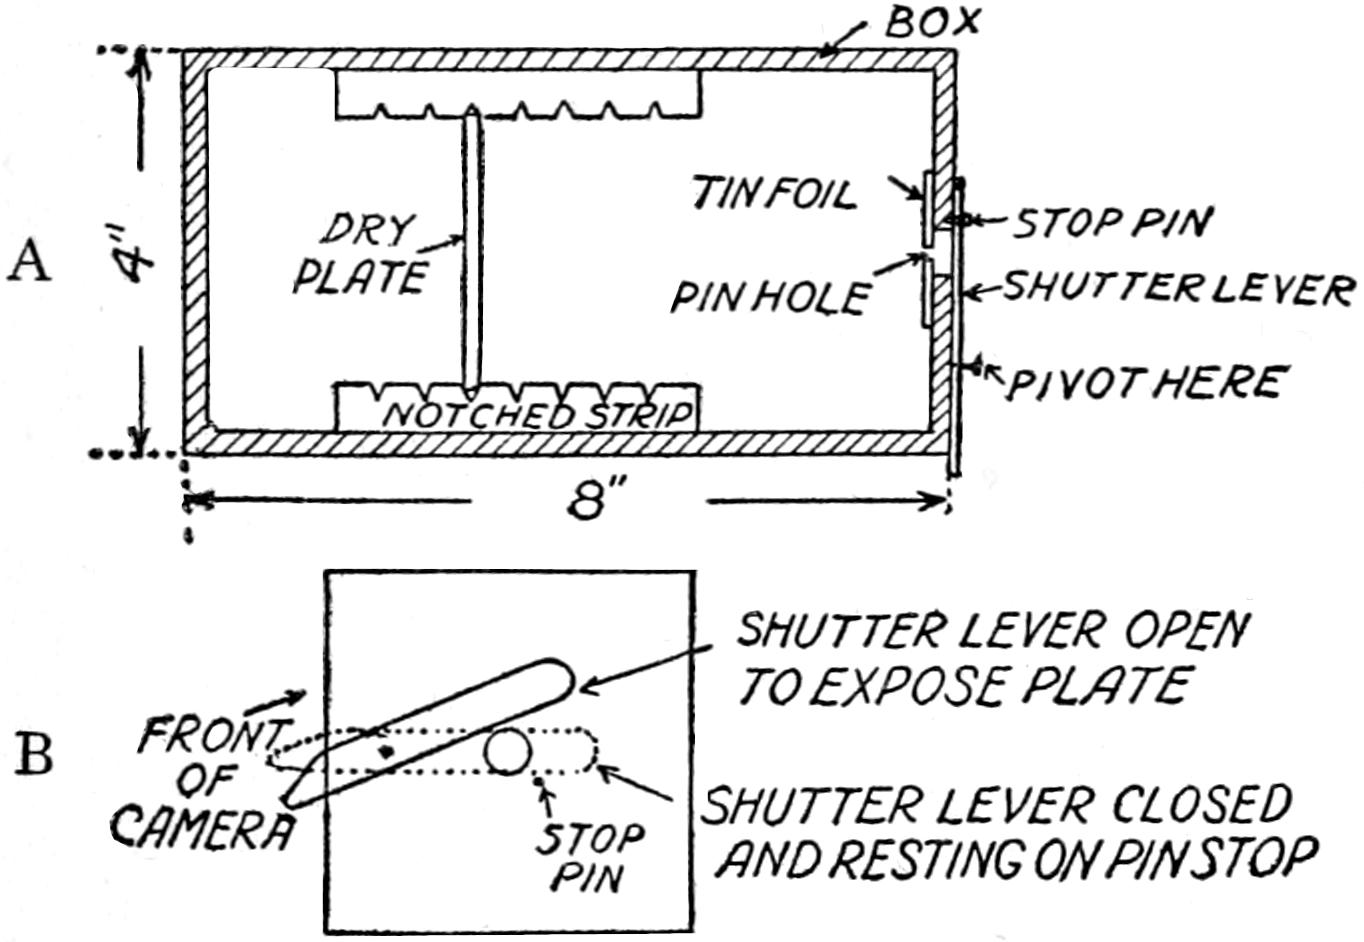 BOX
TIN FOIL
STOP PIN
DRY
PLATE
A
4"
PIN HOLE
SHUTTER LEVER
PIVOT HERE
NOTCHED STRIP
8"
SHUTTER LEVER OPEN
TO EXPOSE PLATE
FRONT
OF
CAMERA
B
STOP
PIN
SHUTTER LEVER CLOSED
AND RESTING ON PIN STOP